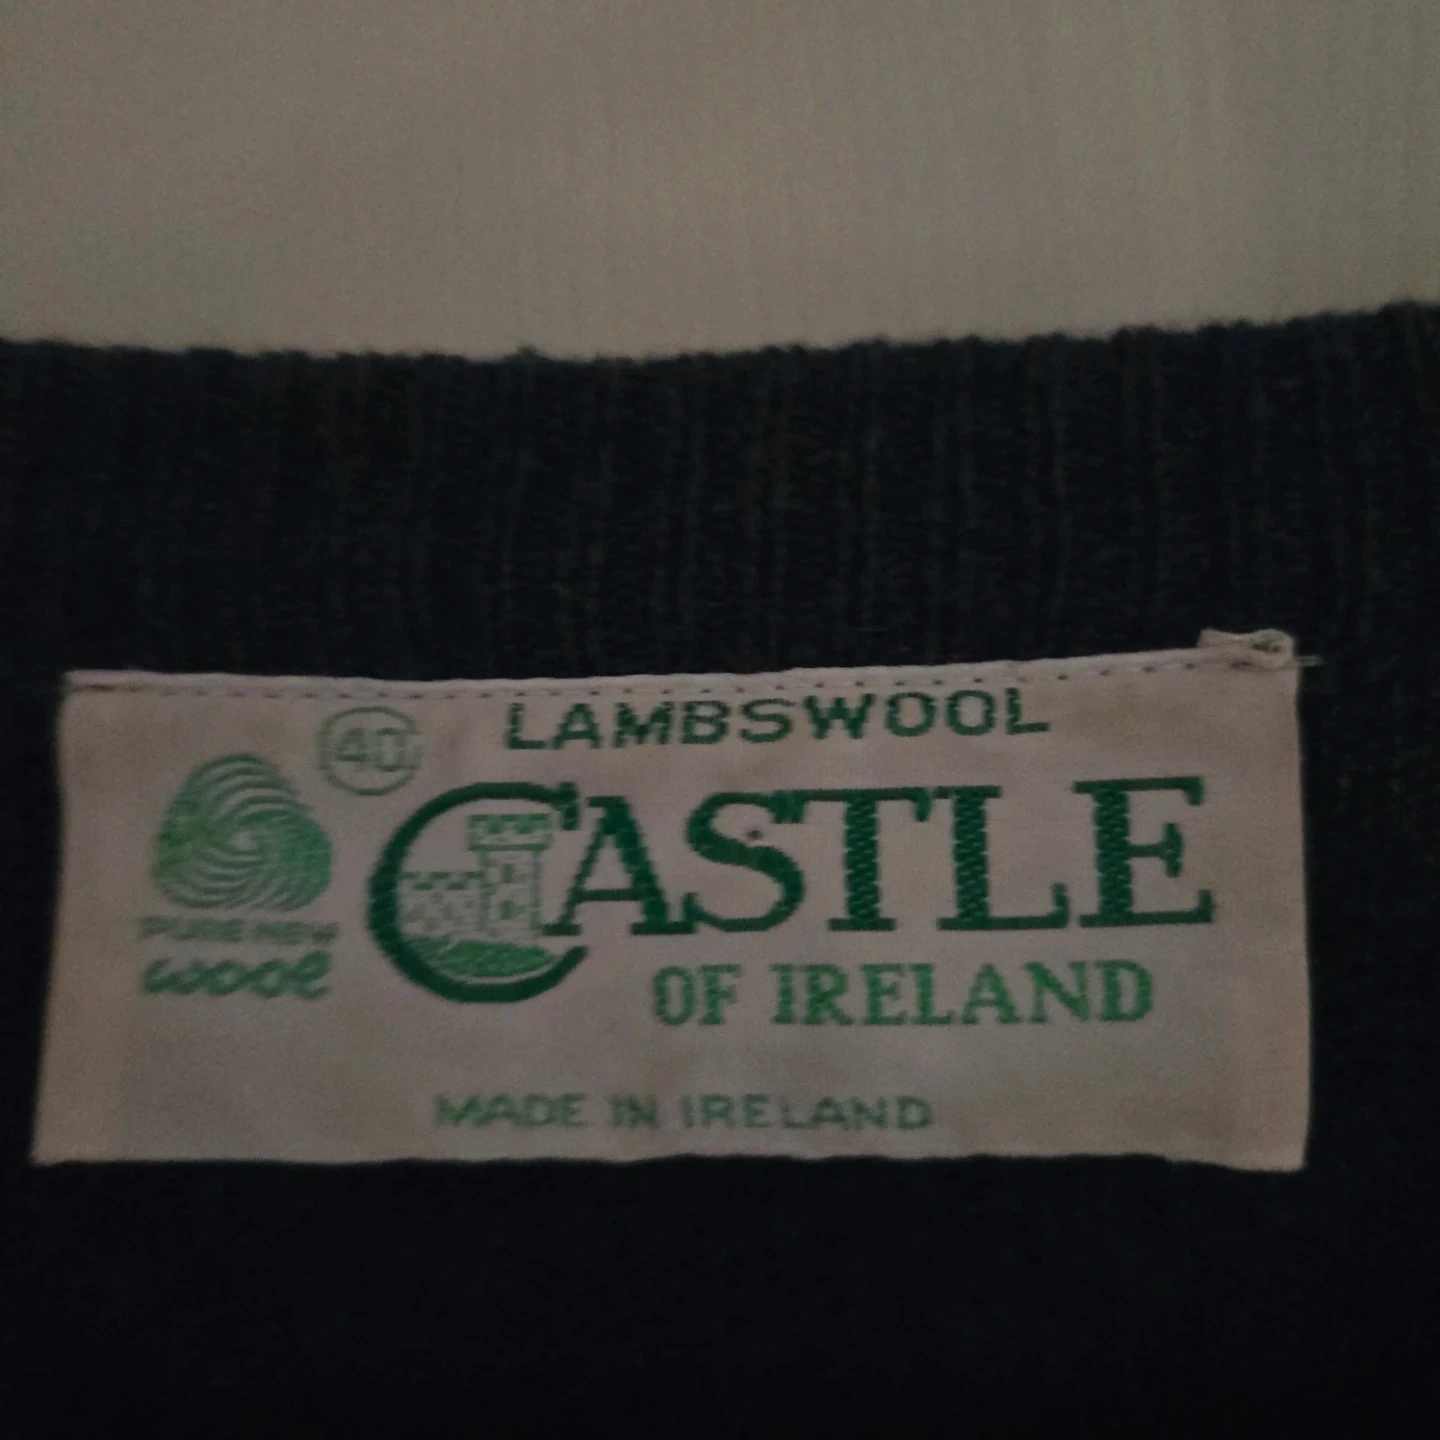 LAMBSWOOL
40
CASTLE
OF IRELAND
PURE NEW
wool
MADE IN IRELAND